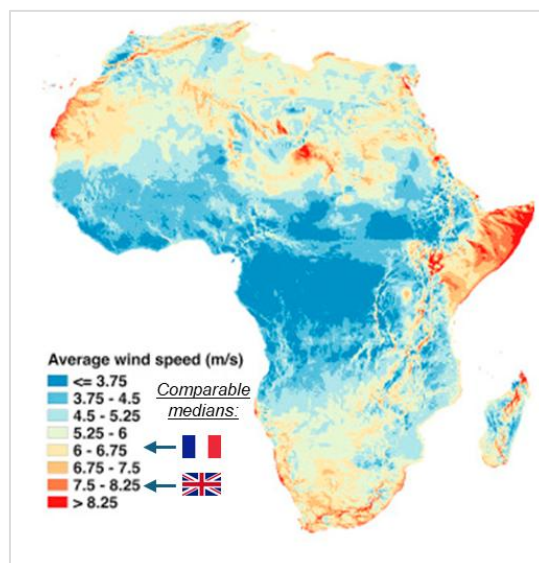 Average wind speed (m/s)
<= 3.75
3.75 - 4.5
4.5 - 5.25
5.25 - 6
6 - 6.75
6.75 - 7.5
7.5 - 8.25
> 8.25
Comparable
medians: